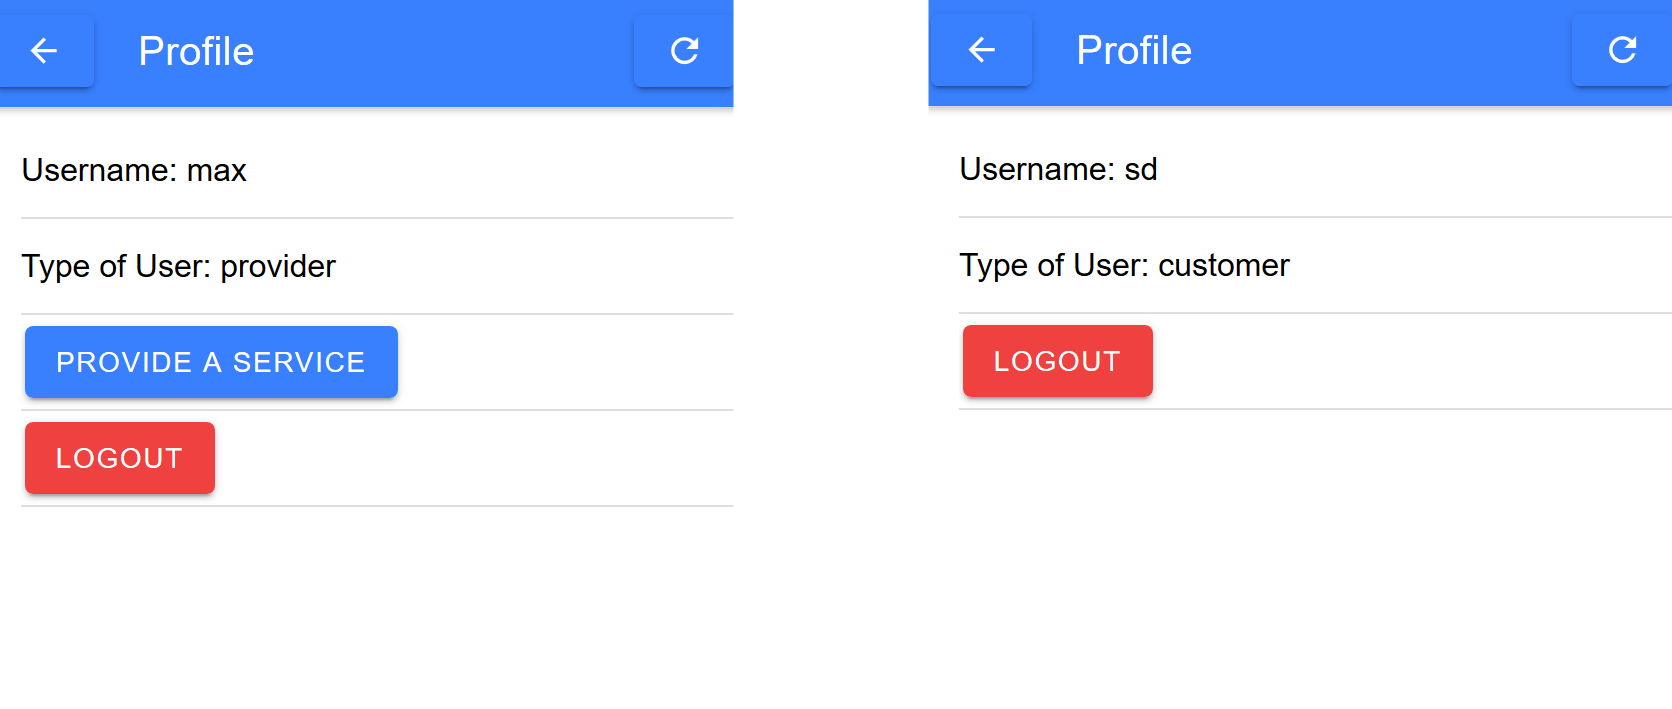 Profile
Username: max
Type of User: provider
PROVIDE A SERVICE
LOGOUT
Profile
Username: sd
Type of User: customer
LOGOUT